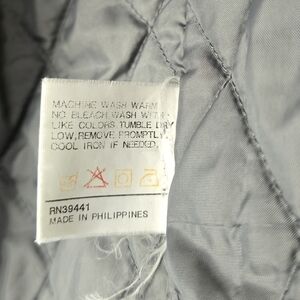 MACHINE WASH WARM
NO BLEACH WASH WITH
LIKE COLORS, TUMBLE DRY
LOW, REMOVE PROMPTLY
COOL IRON IF NEEDED.
RN39441
MADE IN PHILIPPINES